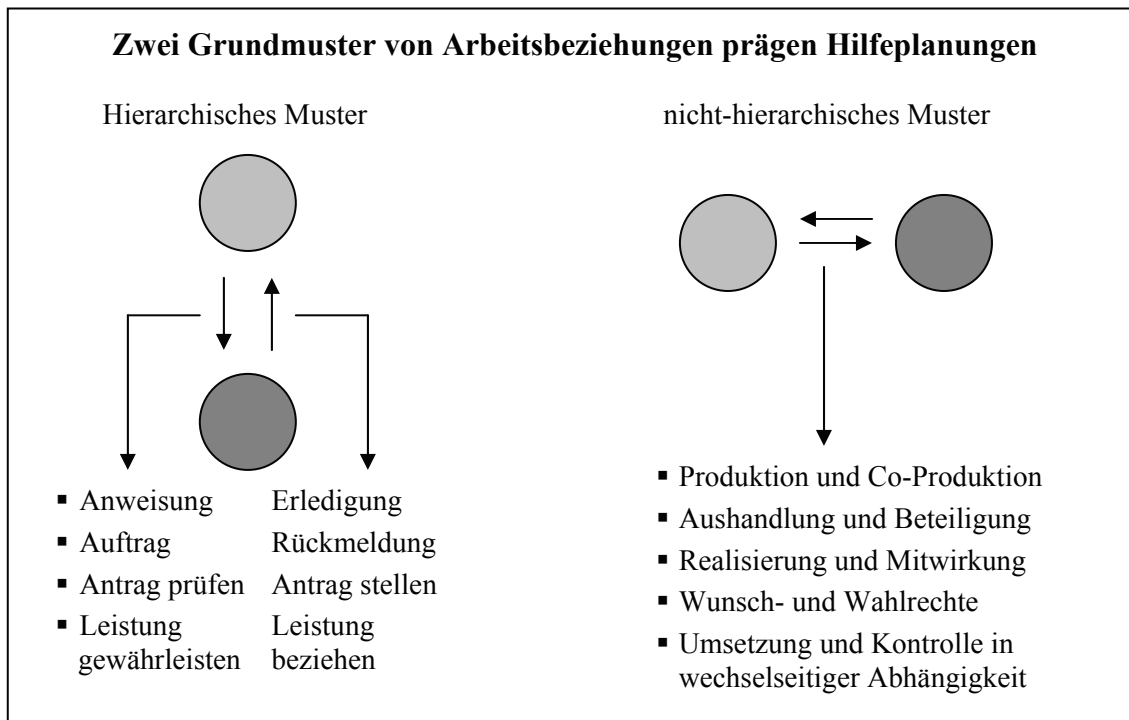 Zwei Grundmuster von Arbeitsbeziehungen prägen Hilfeplanungen
Hierarchisches Muster
▪ Anweisung Erledigung
▪ Auftrag Rückmeldung
▪ Antrag prüfen Antrag stellen
▪ Leistung Leistung
gewährleisten beziehen
nicht-hierarchisches Muster
▪ Produktion und Co-Produktion
▪ Aushandlung und Beteiligung
▪ Realisierung und Mitwirkung
▪ Wunsch- und Wahlrechte
▪ Umsetzung und Kontrolle in
wechselseitiger Abhängigkeit